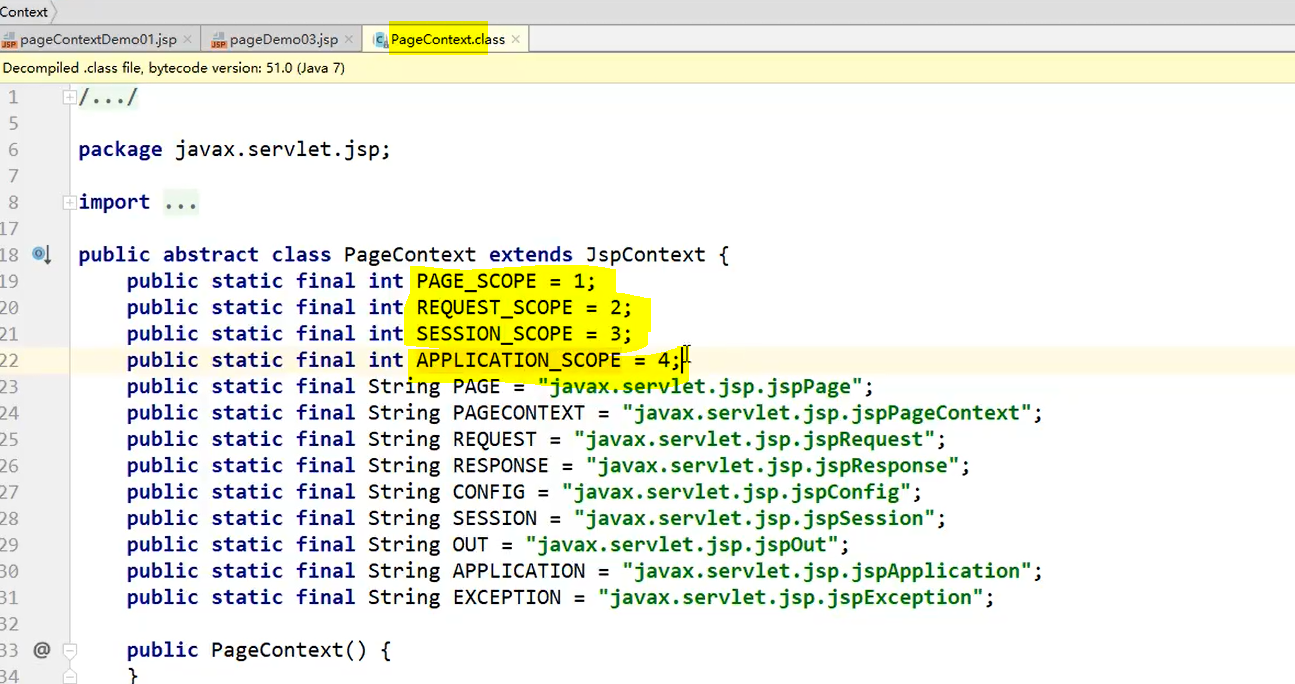 Context
pageContextDemo01.jsp × pageDemo03.jsp × PageContext.class ×
Decompiled .class file, bytecode version: 51.0 (Java 7)
1 /.../
5
6 package javax.servlet.jsp;
7
8 import ...
17
18 public abstract class PageContext extends JspContext {
19 public static final int PAGE_SCOPE = 1;
20 public static final int REQUEST_SCOPE = 2;
21 public static final int SESSION_SCOPE = 3;
22 public static final int APPLICATION_SCOPE = 4;
23 public static final String PAGE = "javax.servlet.jsp.jspPage";
24 public static final String PAGECONTEXT = "javax.servlet.jsp.jspPageContext";
25 public static final String REQUEST = "javax.servlet.jsp.jspRequest";
26 public static final String RESPONSE = "javax.servlet.jsp.jspResponse";
27 public static final String CONFIG = "javax.servlet.jsp.jspConfig";
28 public static final String SESSION = "javax.servlet.jsp.jspSession";
29 public static final String OUT = "javax.servlet.jsp.jspOut";
30 public static final String APPLICATION = "javax.servlet.jsp.jspApplication";
31 public static final String EXCEPTION = "javax.servlet.jsp.jspException";
32
33 @ public PageContext() {
34 }